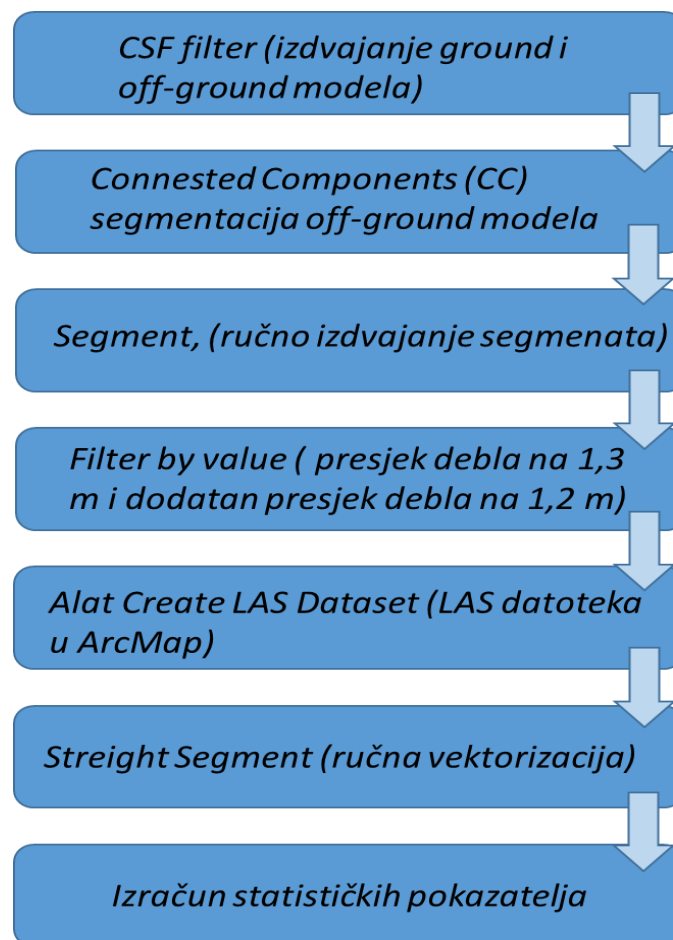 CSF filter (izdvajanje ground i
off-ground modela)
Connested Components (CC)
segmentacija off-ground modela
Segment, (ručno izdvajanje segmenata)
Filter by value ( presjek debla na 1,3
m i dodatan presjek debla na 1,2 m)
Alat Create LAS Dataset (LAS datoteka
u ArcMap)
Streight Segment (ručna vektorizacija)
Izračun statističkih pokazatelja